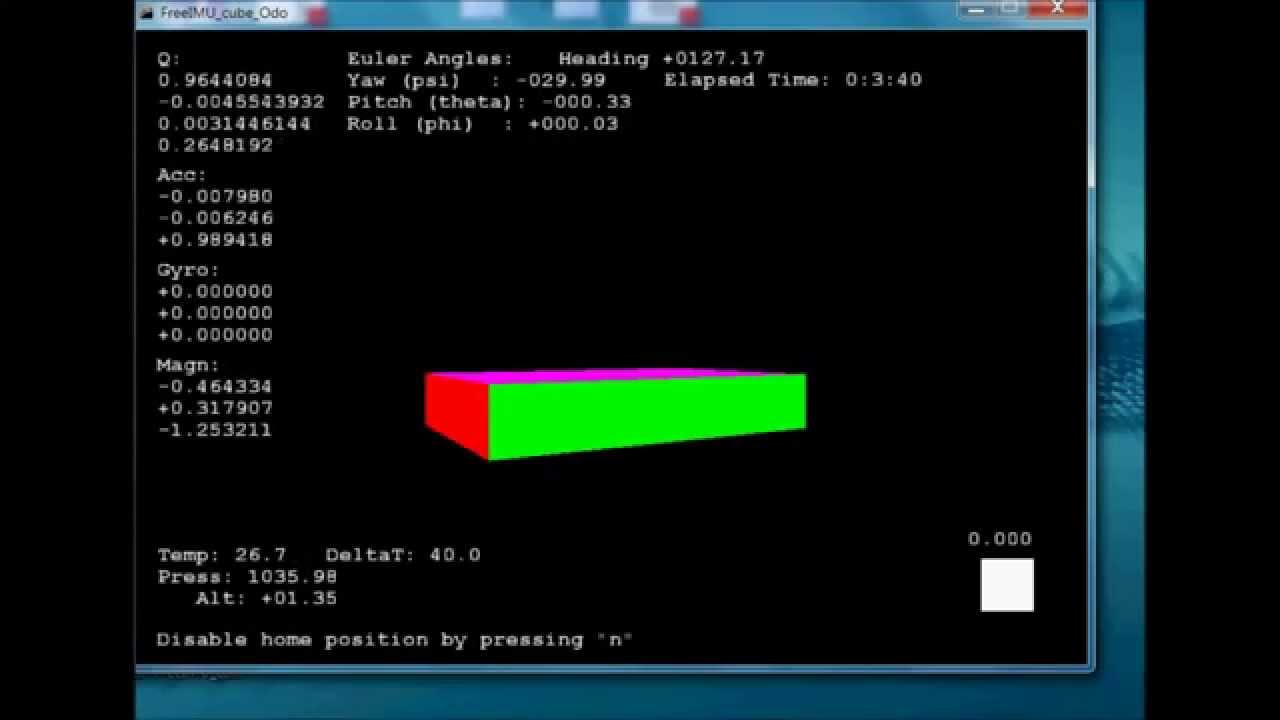 FreeIMU_cube_Odo
Q: Euler Angles: Heading +0127.17
0.9644084 Yaw (psi) : -029.99 Elapsed Time: 0:3:40
-0.0045543932 Pitch (theta): -000.33
0.0031446144 Roll (phi) : +000.03
0.2648192
Acc:
-0.007980
-0.006246
+0.989418
Gyro:
+0.000000
+0.000000
+0.000000
Magn:
-0.464334
+0.317907
-1.253211
0.000
Temp: 26.7 DeltaT: 40.0
Press: 1035.98
Alt: +01.35
Disable home position by pressing "n"